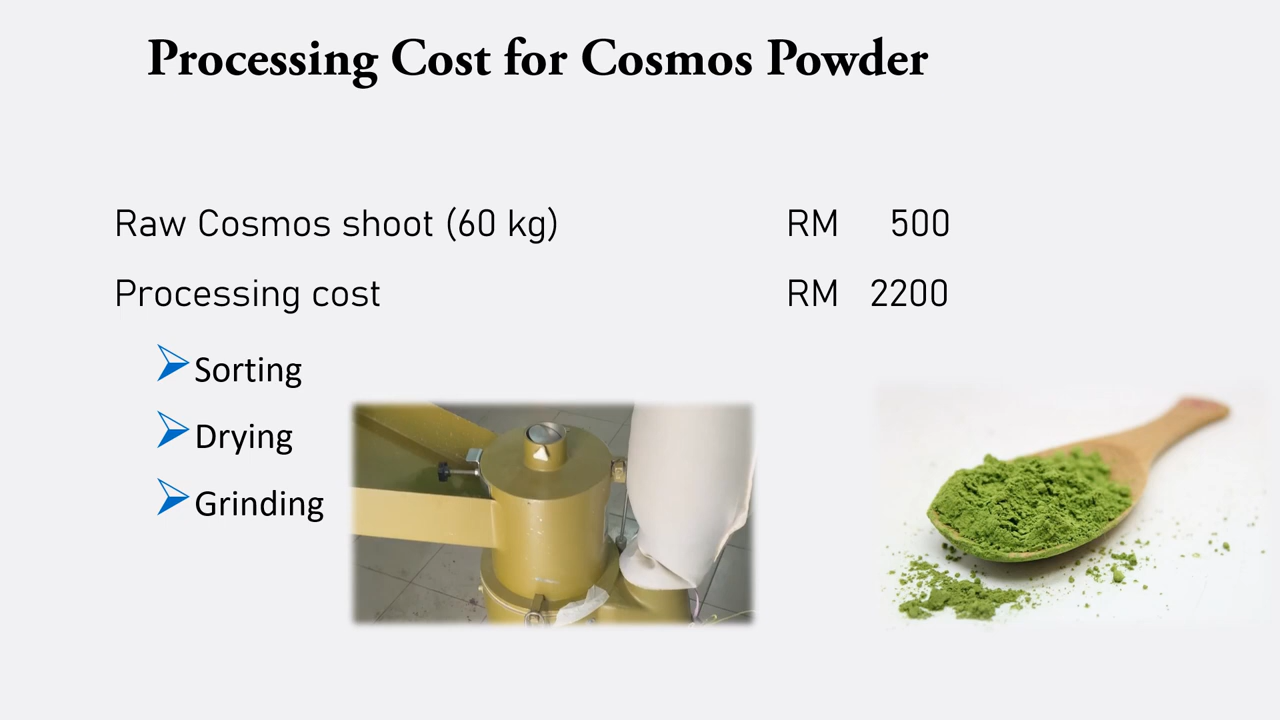 Processing Cost for Cosmos Powder
Raw Cosmos shoot (60 kg) RM 500
Processing cost RM 2200
Sorting
Drying
Grinding